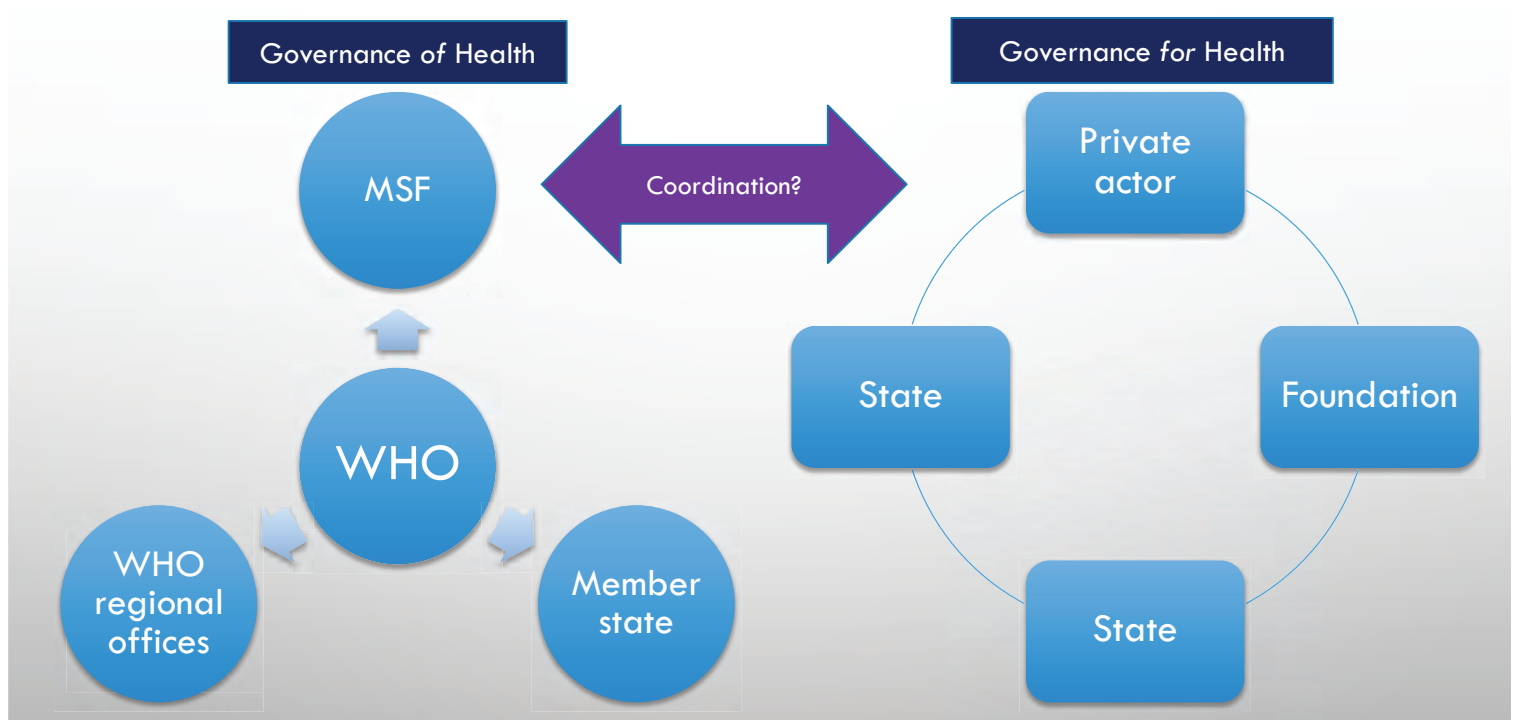 Governance of Health
Governance for Health
MSF
Coordination?
Private
actor
State
Foundation
WHO
WHO
regional
offices
Member
state
State